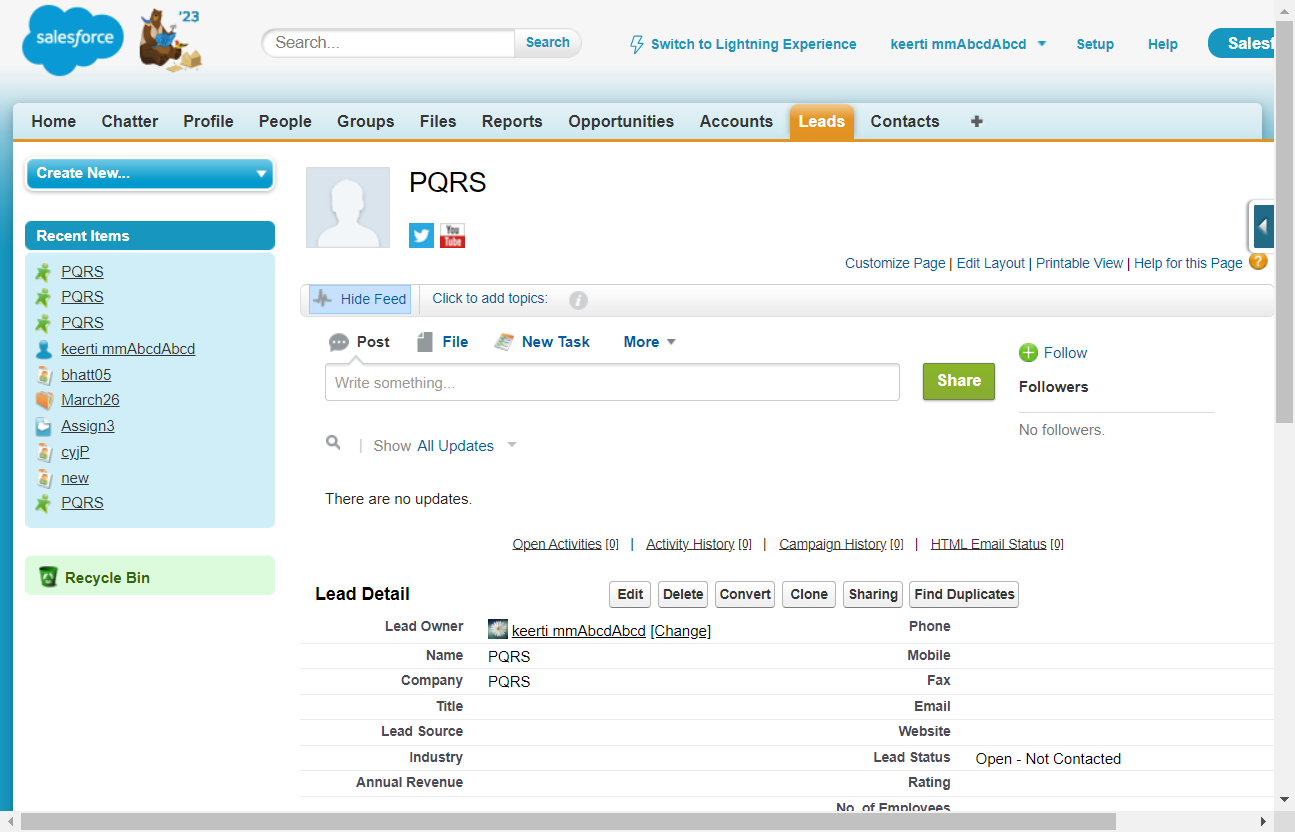 salesforce
'23
Search...
Search
Switch to Lightning Experience
keerti mmAbcdAbcd
Setup
Help
Home
Chatter
Profile
People
Groups
Files
Reports
Opportunities
Accounts
Leads
Contacts
+
Create New...
Recent Items
PQRS
PQRS
PQRS
keerti mmAbcdAbcd
bhatt05
March26
Assign3
cyjP
new
PQRS
Recycle Bin
PQRS
You
Tube
Customize Page | Edit Layout | Printable View | Help for this Page ?
Hide Feed
Click to add topics:
i
Post
File
New Task
More
Write something...
Share
Follow
Followers
No followers.
| Show All Updates
There are no updates.
Open Activities [0] | Activity History [0] | Campaign History [0] | HTML Email Status [0]
Lead Detail
Edit
Delete
Convert
Clone
Sharing
Find Duplicates
Lead Owner keerti mmAbcdAbcd [Change] Phone
Name PQRS Mobile
Company PQRS Fax
Title Email
Lead Source Website
Industry Lead Status Open - Not Contacted
Annual Revenue Rating
No. of Employees